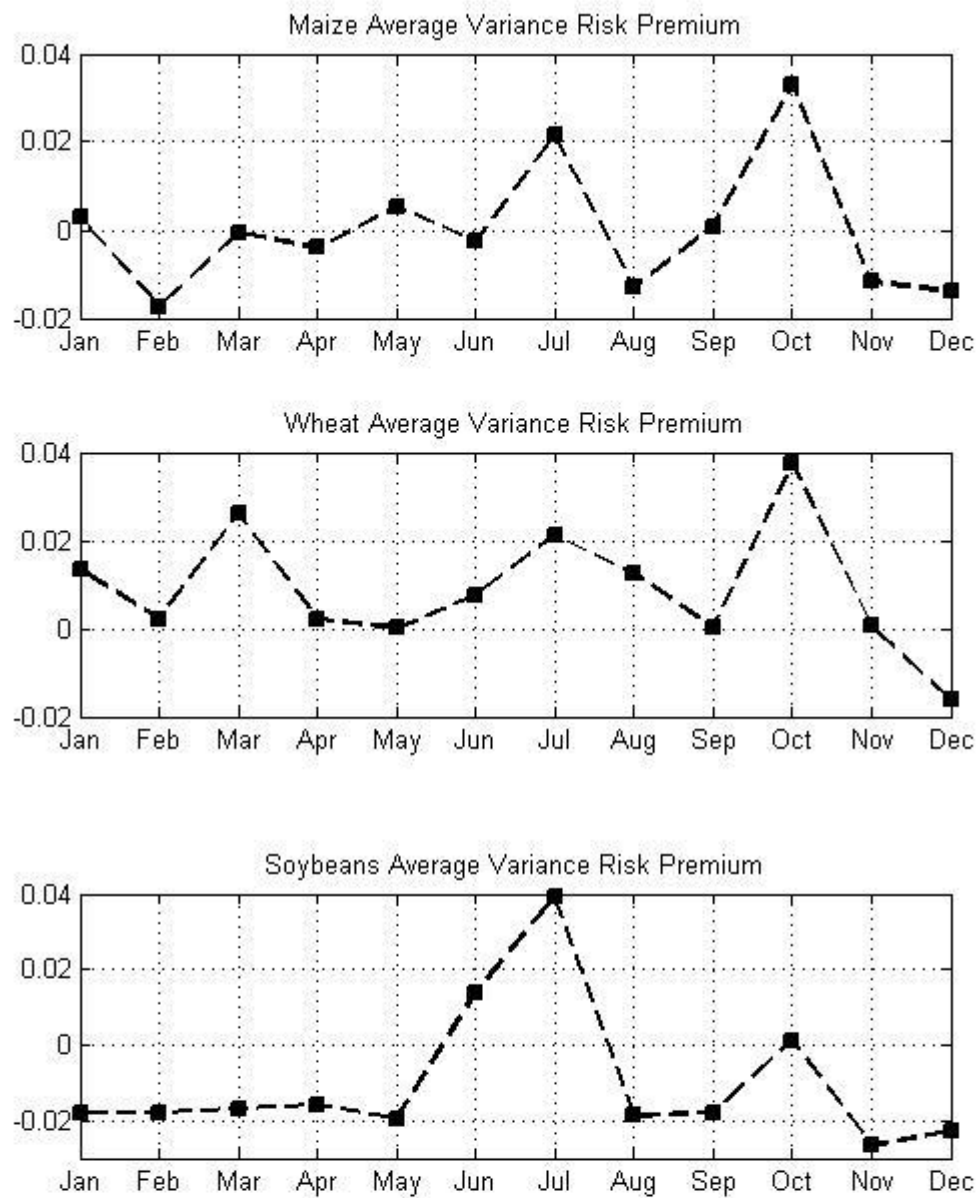 Maize Average Variance Risk Premium
0.04
0.02
0
-0.02
Jan Feb Mar Apr May Jun Jul Aug Sep Oct Nov Dec
Wheat Average Variance Risk Premium
0.04
0.02
0
-0.02
Jan Feb Mar Apr May Jun Jul Aug Sep Oct Nov Dec
Soybeans Average Variance Risk Premium
0.04
0.02
0
-0.02
Jan Feb Mar Apr May Jun Jul Aug Sep Oct Nov Dec